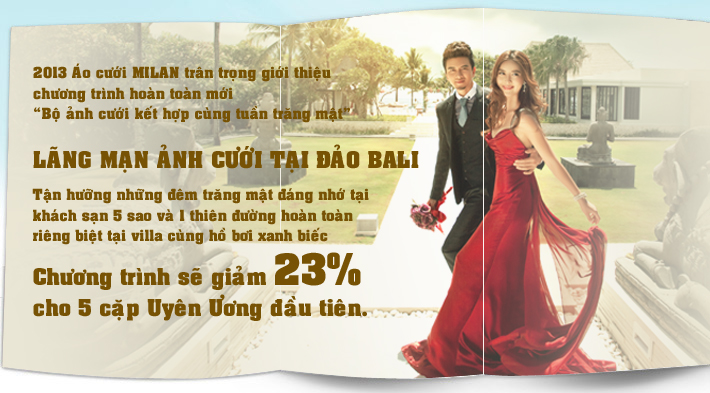 2013 Áo cưới MILAN trân trọng giới thiệu
chương trình hoàn toàn mới
“Bộ ảnh cưới kết hợp cùng tuần trăng mật”
LÃNG MẠN ẢNH CƯỚI TẠI ĐẢO BALI
Tận hưởng những đêm trăng mật đáng nhớ tại
khách sạn 5 sao và 1 thiên đường hoàn toàn
riêng biệt tại villa cùng hồ bơi xanh biếc
Chương trình sẽ giảm 23%
cho 5 cặp Uyên Ương đầu tiên.